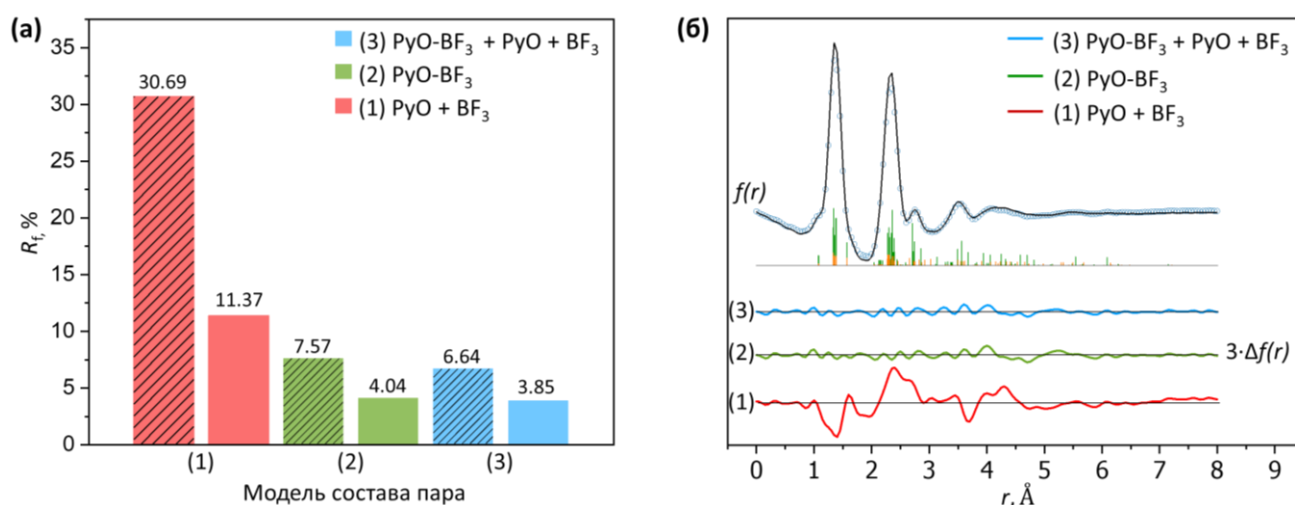 (а)
(3) PyO-BF₃ + PyO + BF₃
(2) PyO-BF₃
(1) PyO + BF₃
35
30
25
20
15
10
5
0
R_f, %
30.69
11.37
7.57
4.04
6.64
3.85
(1)
(2)
(3)
Модель состава пара
(б)
(3) PyO-BF₃ + PyO + BF₃
(2) PyO-BF₃
(1) PyO + BF₃
f(r)
(3)
(2)
3·Δf(r)
(1)
0 1 2 3 4 5 6 7 8 9
r, Å